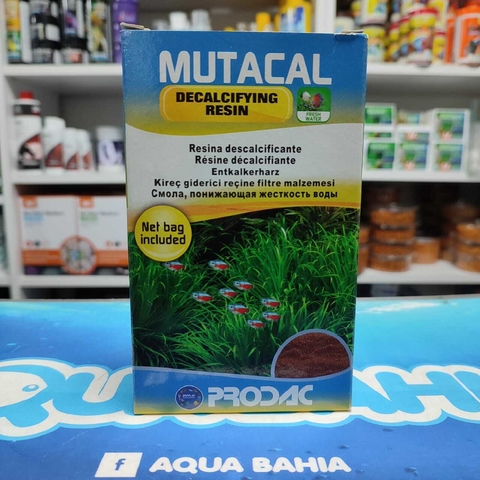 MUTACAL
DECALCIFYING
RESIN
FRESH
WATER
Resina descalcificante
Résine décalcifiante
Entkalkerharz
Kireç giderici reçine filtre malzemesi
Смола, понижающая жесткость воды
Net bag
included
PRODAC
f AQUA BAHIA